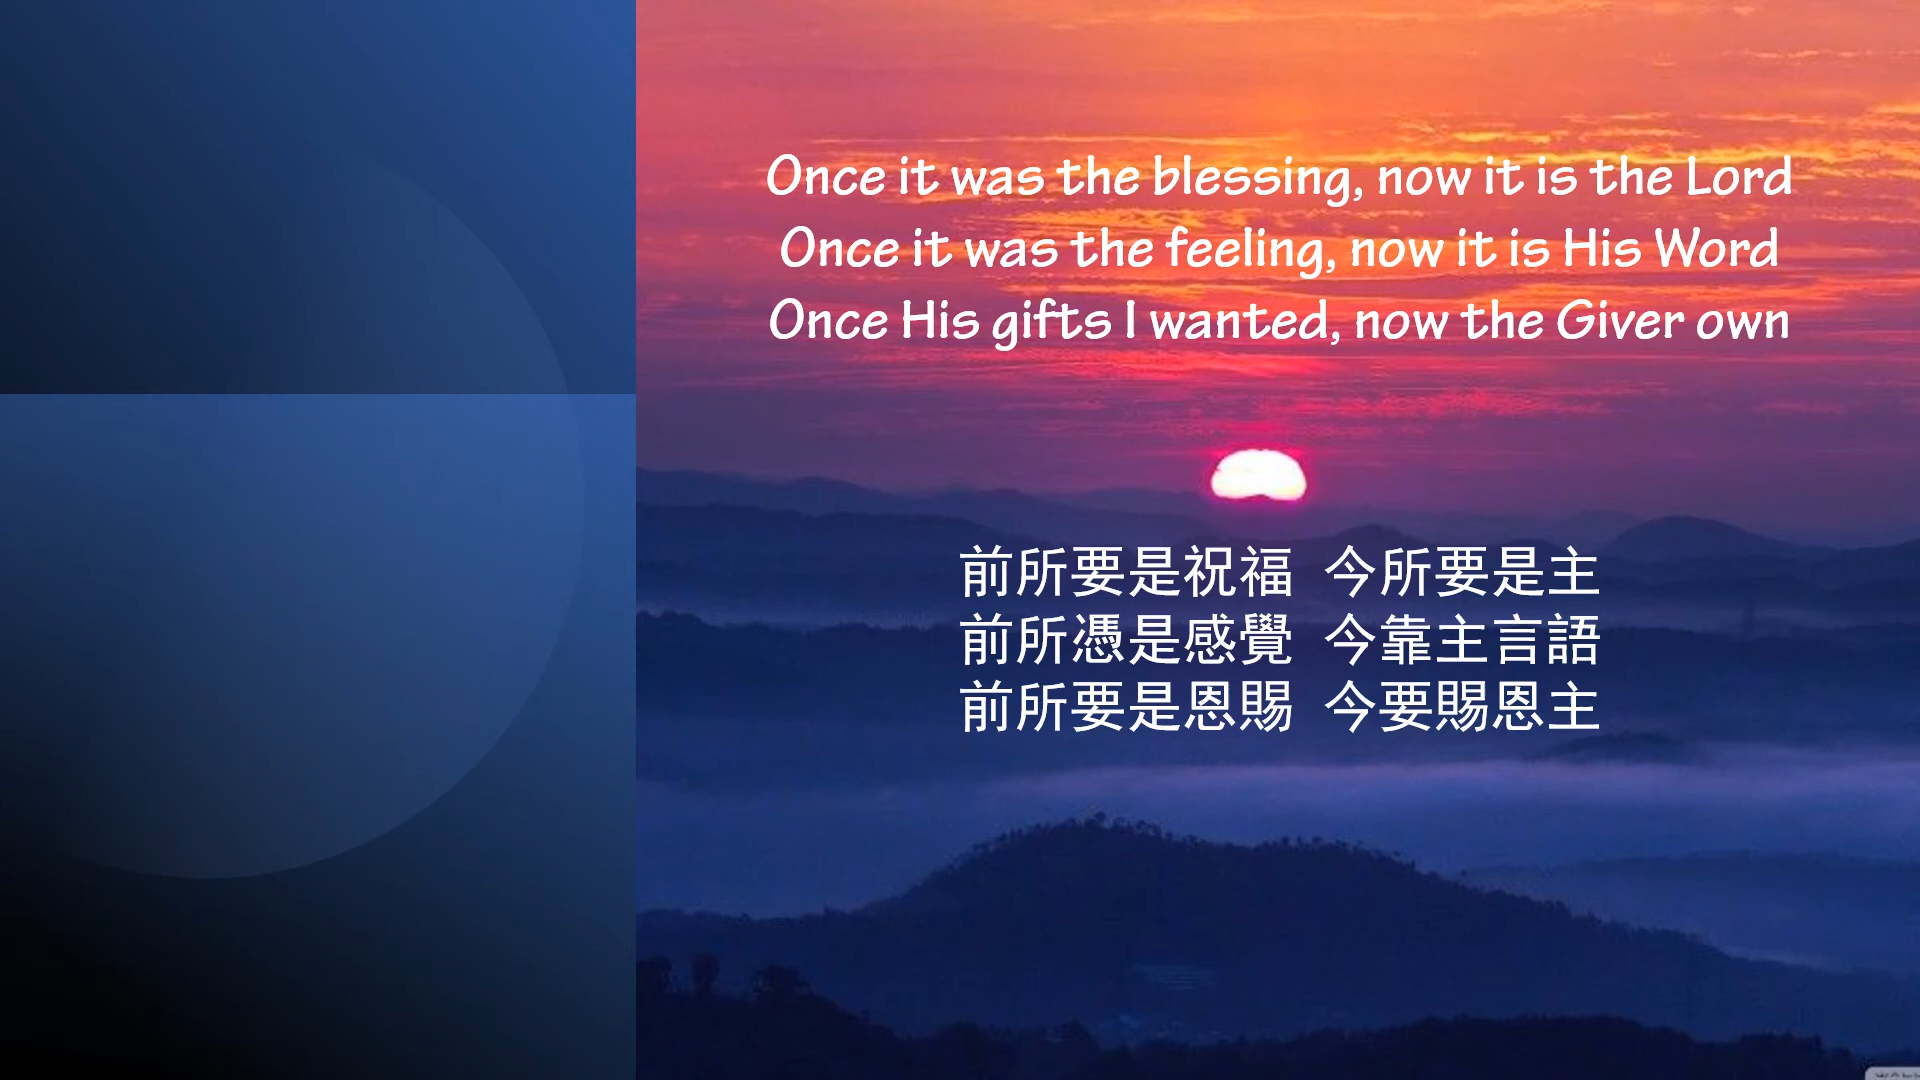 Once it was the blessing, now it is the Lord
Once it was the feeling, now it is His Word
Once His gifts I wanted, now the Giver own
前所要是祝福 今所要是主
前所憑是感覺 今靠主言語
前所要是恩賜 今要賜恩主